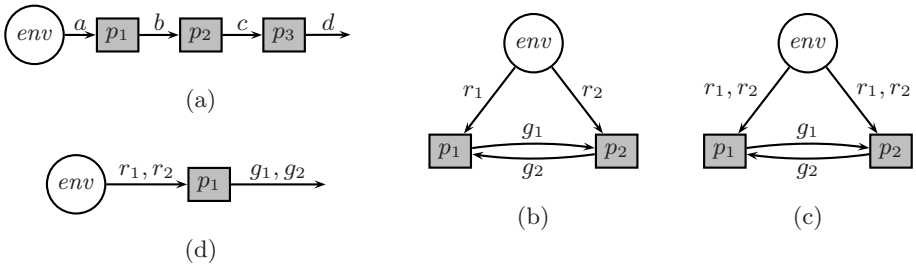 env a p1 b p2 c p3 d
(a)
env r1, r2 p1 g1, g2
(d)
env
r1 r2
p1 g1 p2
g2
(b)
env
r1, r2 r1, r2
p1 g1 p2
g2
(c)